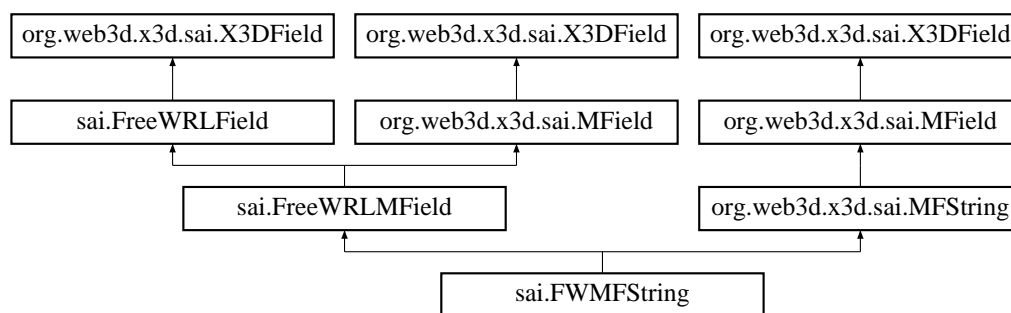 org.web3d.x3d.sai.X3DField org.web3d.x3d.sai.X3DField org.web3d.x3d.sai.X3DField
sai.FreeWRLField org.web3d.x3d.sai.MField org.web3d.x3d.sai.MField
sai.FreeWRLMField org.web3d.x3d.sai.MFString
sai.FWMFString